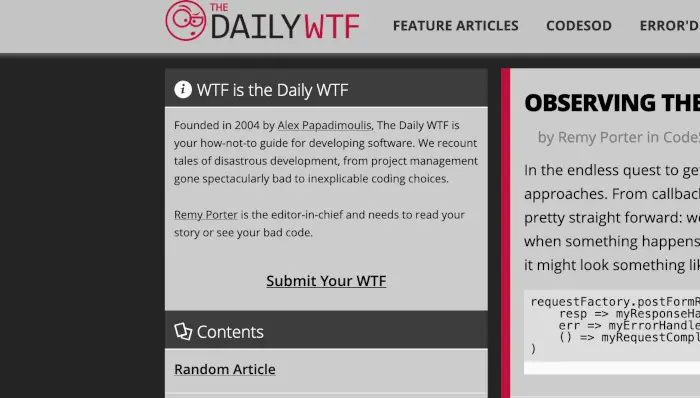 THE
DAILY WTF
FEATURE ARTICLES
CODESOD
ERROR'D
WTF is the Daily WTF
Founded in 2004 by Alex Papadimoulis, The Daily WTF is
your how-not-to guide for developing software. We recount
tales of disastrous development, from project management
gone spectacularly bad to inexplicable coding choices.
Remy Porter is the editor-in-chief and needs to read your
story or see your bad code.
Submit Your WTF
Contents
Random Article
OBSERVING THE
by Remy Porter in Code
In the endless quest to ge
approaches. From callbac
pretty straight forward: we
when something happens
it might look something lik
requestFactory.postFormR
resp => myResponseHa
err => myErrorHandle
() => myRequestCompl
)